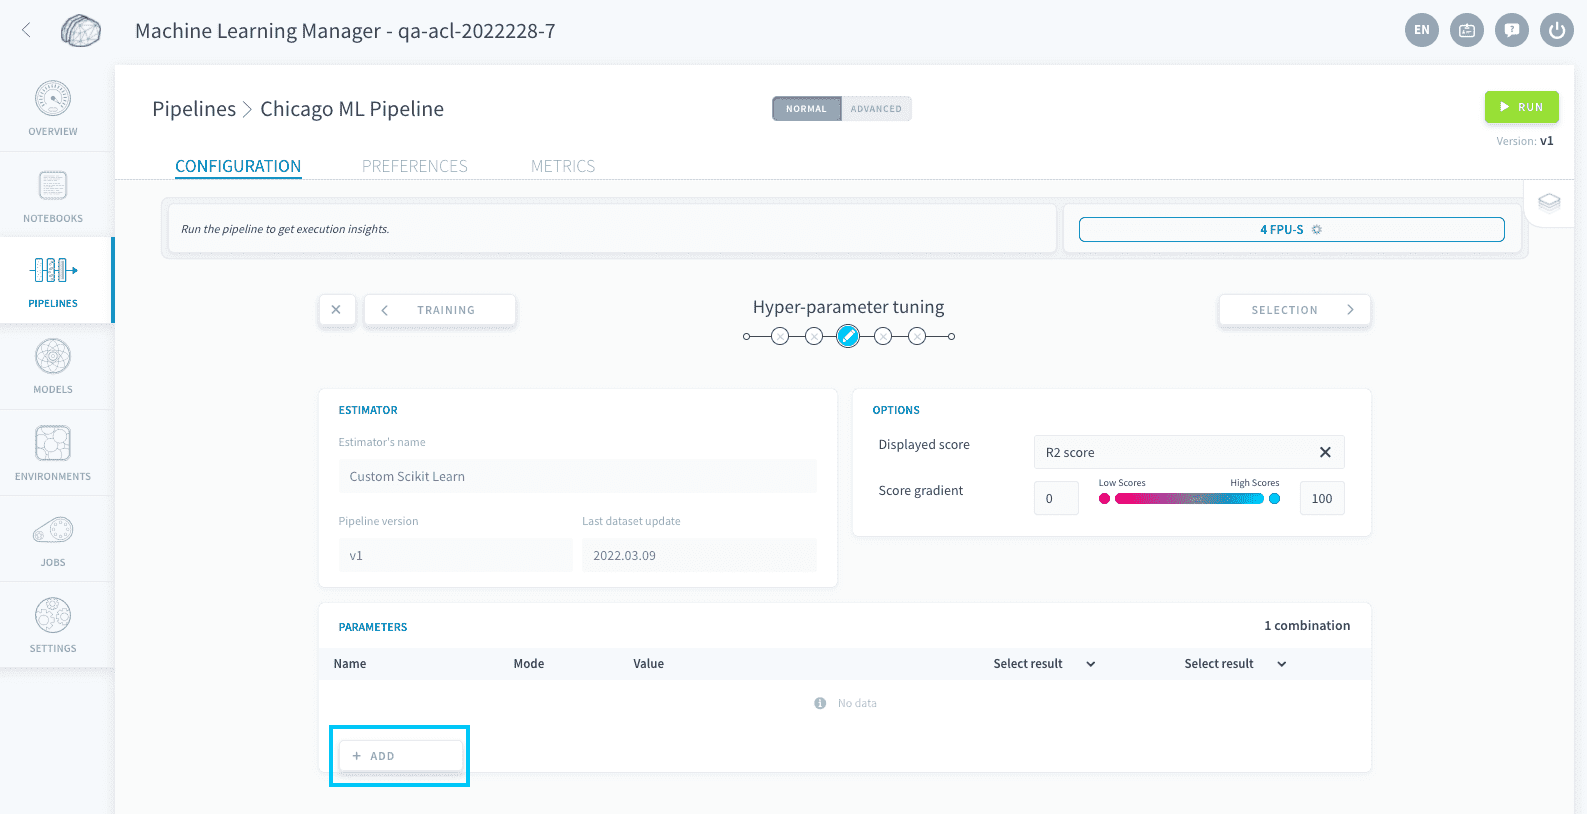 Machine Learning Manager - qa-acl-2022228-7
EN
OVERVIEW
NOTEBOOKS
PIPELINES
MODELS
ENVIRONMENTS
JOBS
SETTINGS
Pipelines > Chicago ML Pipeline
NORMAL ADVANCED
RUN
Version: v1
CONFIGURATION PREFERENCES METRICS
Run the pipeline to get execution insights.
4 FPU-S
TRAINING
Hyper-parameter tuning
SELECTION
ESTIMATOR
Estimator's name
Custom Scikit Learn
Pipeline version Last dataset update
v1 2022.03.09
OPTIONS
Displayed score
R2 score
Score gradient
Low Scores High Scores
0 100
PARAMETERS
1 combination
Name Mode Value Select result Select result
No data
+ ADD